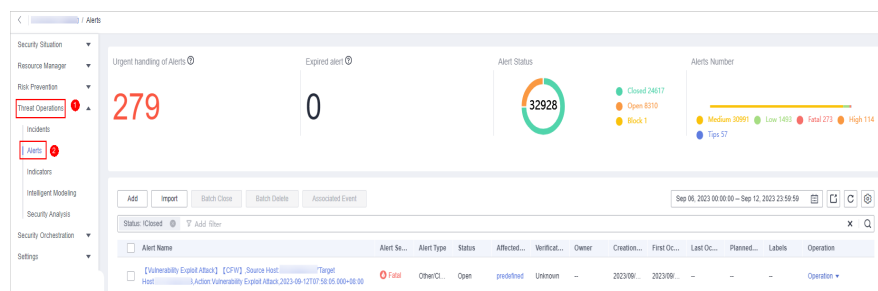 / Alerts
Security Situation
Resource Manager
Risk Prevention
Threat Operations 1
Incidents
Alerts 2
Indicators
Intelligent Modeling
Security Analysis
Security Orchestration
Settings
Urgent handling of Alerts
279
Expired alert
0
Alert Status
32928
Closed 24617
Open 8310
Block 1
Alerts Number
Medium 30991 Low 1493 Fatal 273 High 114
Tips 57
Add Import Batch Close Batch Delete Associated Event
Sep 06, 2023 00:00:00 – Sep 12, 2023 23:59:59
Status: !Closed Add filter
Alert Name Alert Se... Alert Type Status Affected... Verificat... Owner Creation... First Oc... Last Oc... Planned... Labels Operation
【Vulnerability Exploit Attack】【CFW】,Source Host: Target
Host ,Action Vulnerability Exploit Attack,2023-09-12T07:58:05.000+08:00
Fatal Other/Cl... Open predefined Unknown -- 2023/09/... 2023/09/... -- -- -- Operation